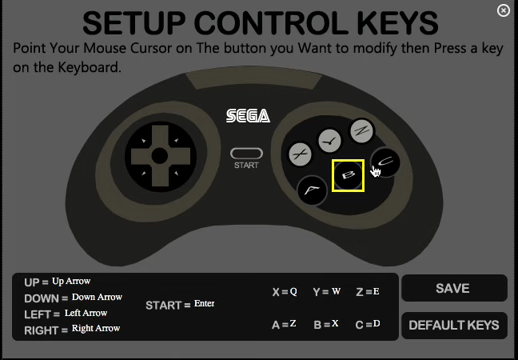 SETUP CONTROL KEYS
Point Your Mouse Cursor on The button you Want to modify then Press a key
on the Keyboard.
SEGA
START
X Y Z
A B C
UP = Up Arrow
DOWN = Down Arrow
LEFT = Left Arrow
RIGHT = Right Arrow
START = Enter
X = Q Y = W Z = E
A = Z B = X C = D
SAVE
DEFAULT KEYS